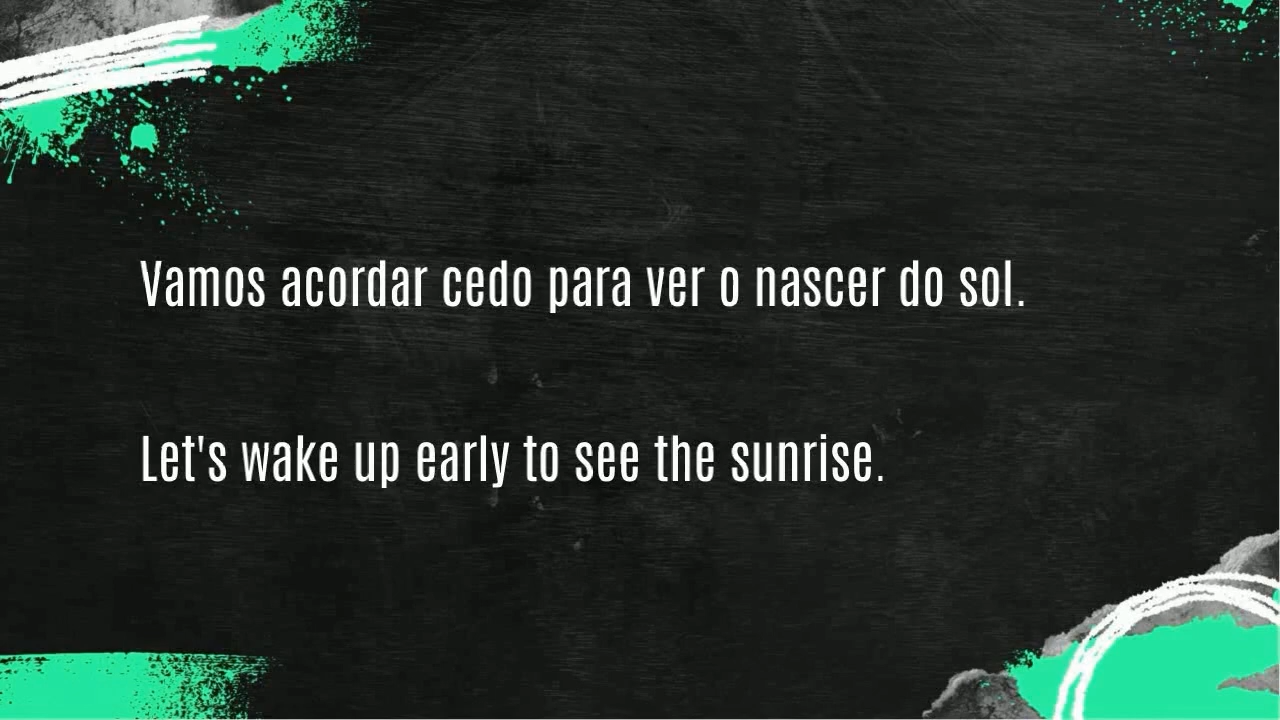 Vamos acordar cedo para ver o nascer do sol.
Let's wake up early to see the sunrise.